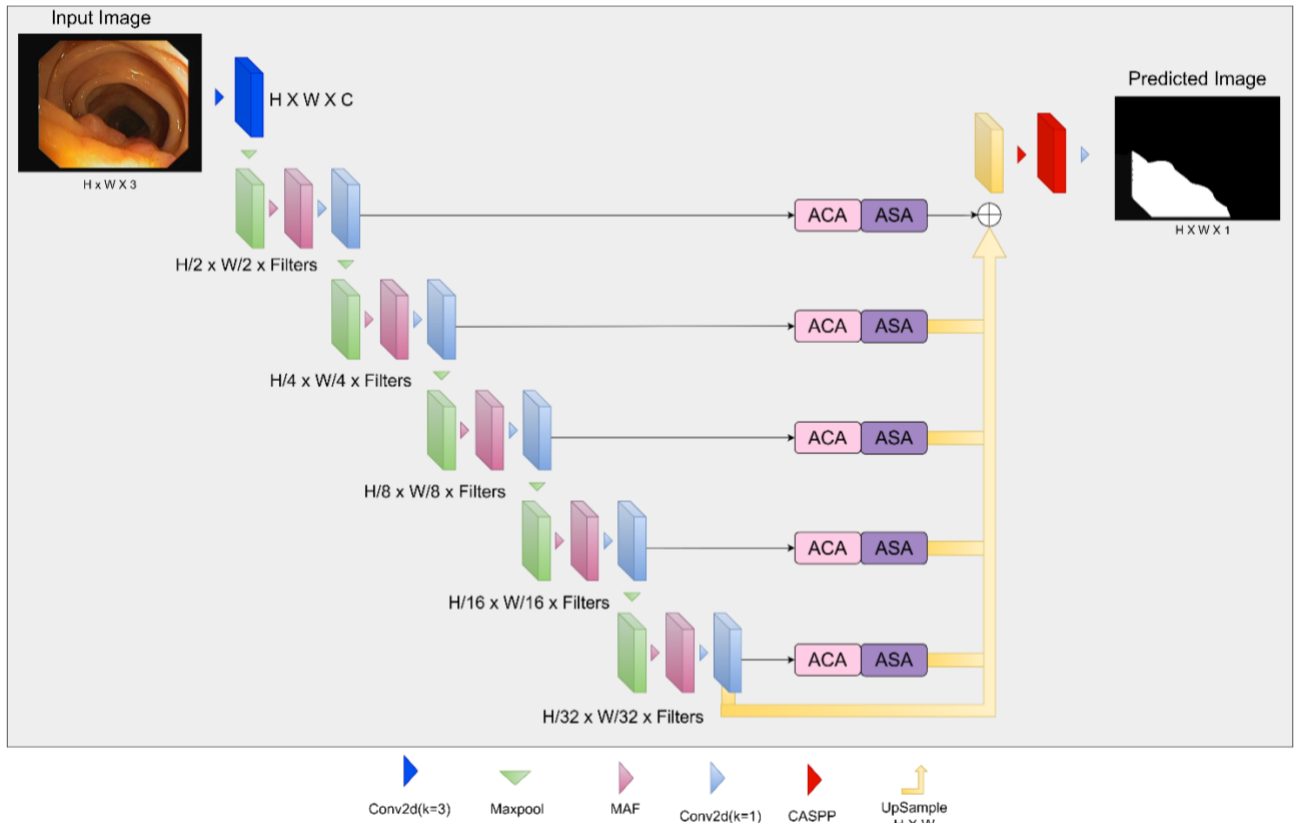 Input Image
H x W X 3
H X W X C
Predicted Image
H X W X 1
ACA ASA
H/2 x W/2 x Filters
ACA ASA
H/4 x W/4 x Filters
ACA ASA
H/8 x W/8 x Filters
ACA ASA
H/16 x W/16 x Filters
ACA ASA
H/32 x W/32 x Filters
Conv2d(k=3)
Maxpool
MAF
Conv2d(k=1)
CASPP
UpSample
H X W